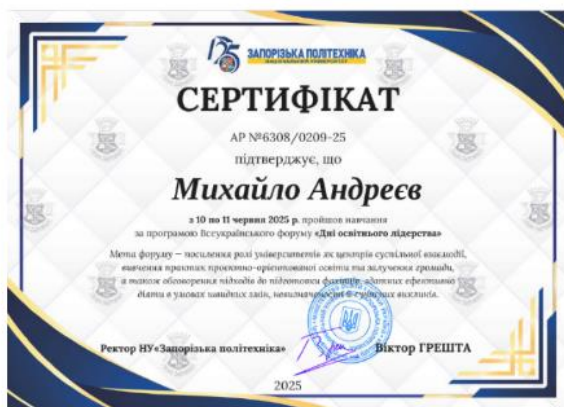 125
ЗАПОРІЗЬКА ПОЛІТЕХНІКА
НАЦІОНАЛЬНИЙ УНІВЕРСИТЕТ
СЕРТИФІКАТ
АР №6308/0209-25
підтверджує, що
Михайло Андреєв
з 10 по 11 червня 2025 р. пройшов навчання
за програмою Всеукраїнського форуму «Дні освітнього лідерства»
Мета форуму – посилення ролі університетів як центрів суспільної взаємодії,
вивчення практик проєктно-орієнтованої освіти та залучення громади,
а також обговорення підходів до підготовки фахівців, здатних ефективно
діяти в умовах швидких змін, невизначеності й сучасних викликів.
Ректор НУ«Запорізька політехніка»
Віктор ГРЕШТА
2025